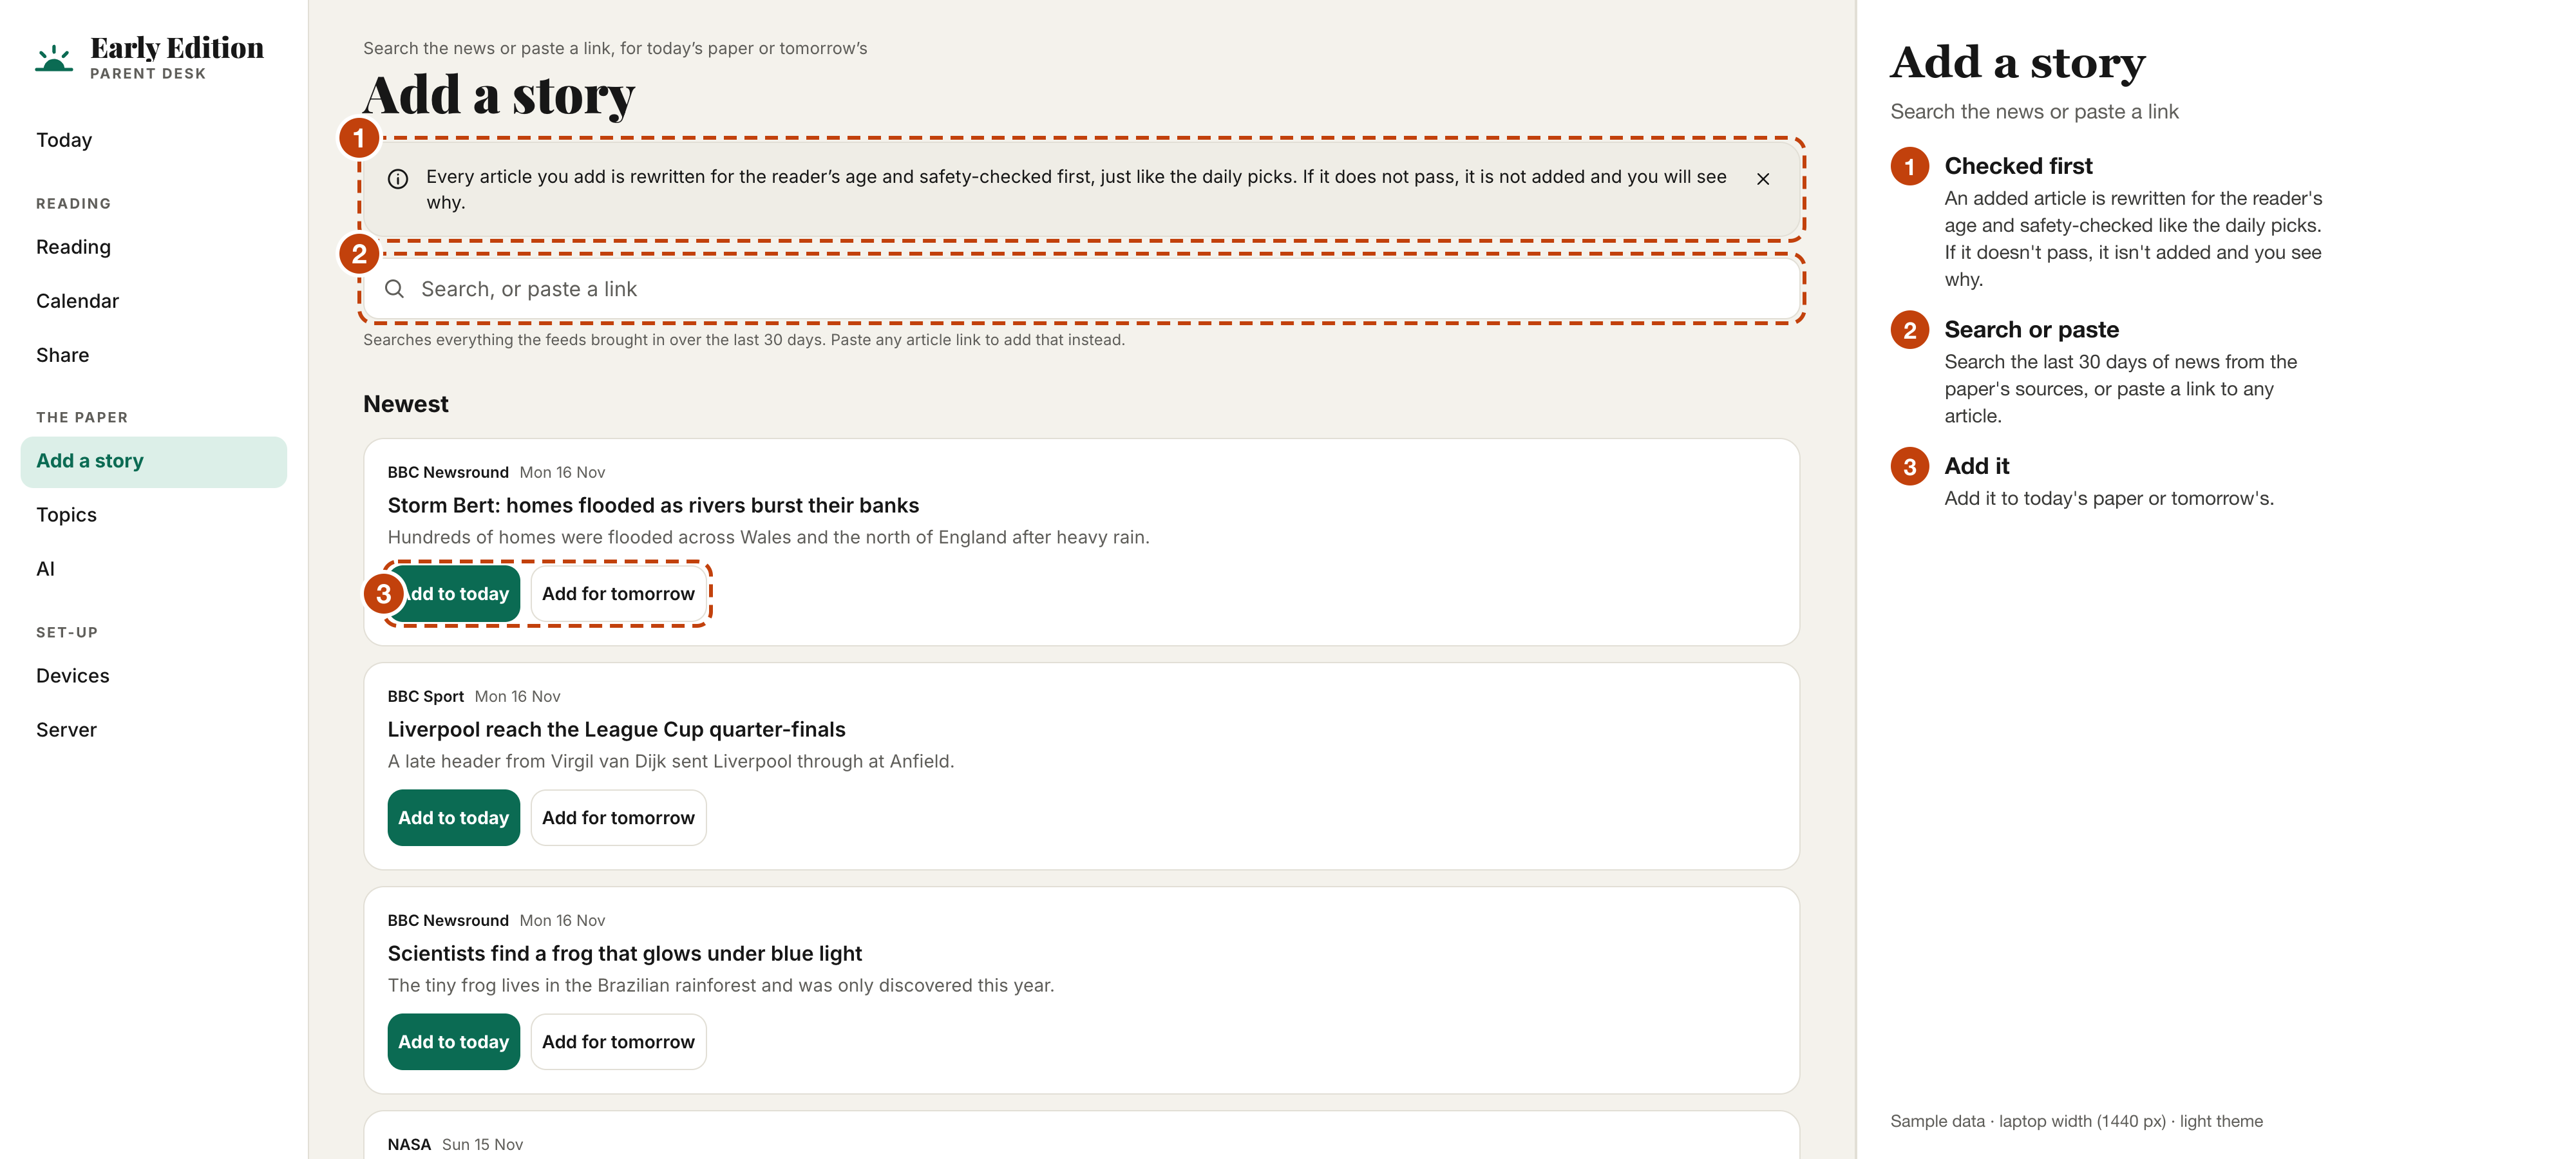 Early Edition
PARENT DESK
Today
READING
Reading
Calendar
Share
THE PAPER
Add a story
Topics
AI
SET-UP
Devices
Server
Search the news or paste a link, for today’s paper or tomorrow’s
Add a story
1
Every article you add is rewritten for the reader’s age and safety-checked first, just like the daily picks. If it does not pass, it is not added and you will see
why.
2
Search, or paste a link
Searches everything the feeds brought in over the last 30 days. Paste any article link to add that instead.
Newest
BBC Newsround Mon 16 Nov
Storm Bert: homes flooded as rivers burst their banks
Hundreds of homes were flooded across Wales and the north of England after heavy rain.
3
Add to today Add for tomorrow
BBC Sport Mon 16 Nov
Liverpool reach the League Cup quarter-finals
A late header from Virgil van Dijk sent Liverpool through at Anfield.
Add to today Add for tomorrow
BBC Newsround Mon 16 Nov
Scientists find a frog that glows under blue light
The tiny frog lives in the Brazilian rainforest and was only discovered this year.
Add to today Add for tomorrow
NASA Sun 15 Nov
Add a story
Search the news or paste a link
1 Checked first
An added article is rewritten for the reader's
age and safety-checked like the daily picks.
If it doesn't pass, it isn't added and you see
why.
2 Search or paste
Search the last 30 days of news from the
paper's sources, or paste a link to any
article.
3 Add it
Add it to today's paper or tomorrow's.
Sample data · laptop width (1440 px) · light theme